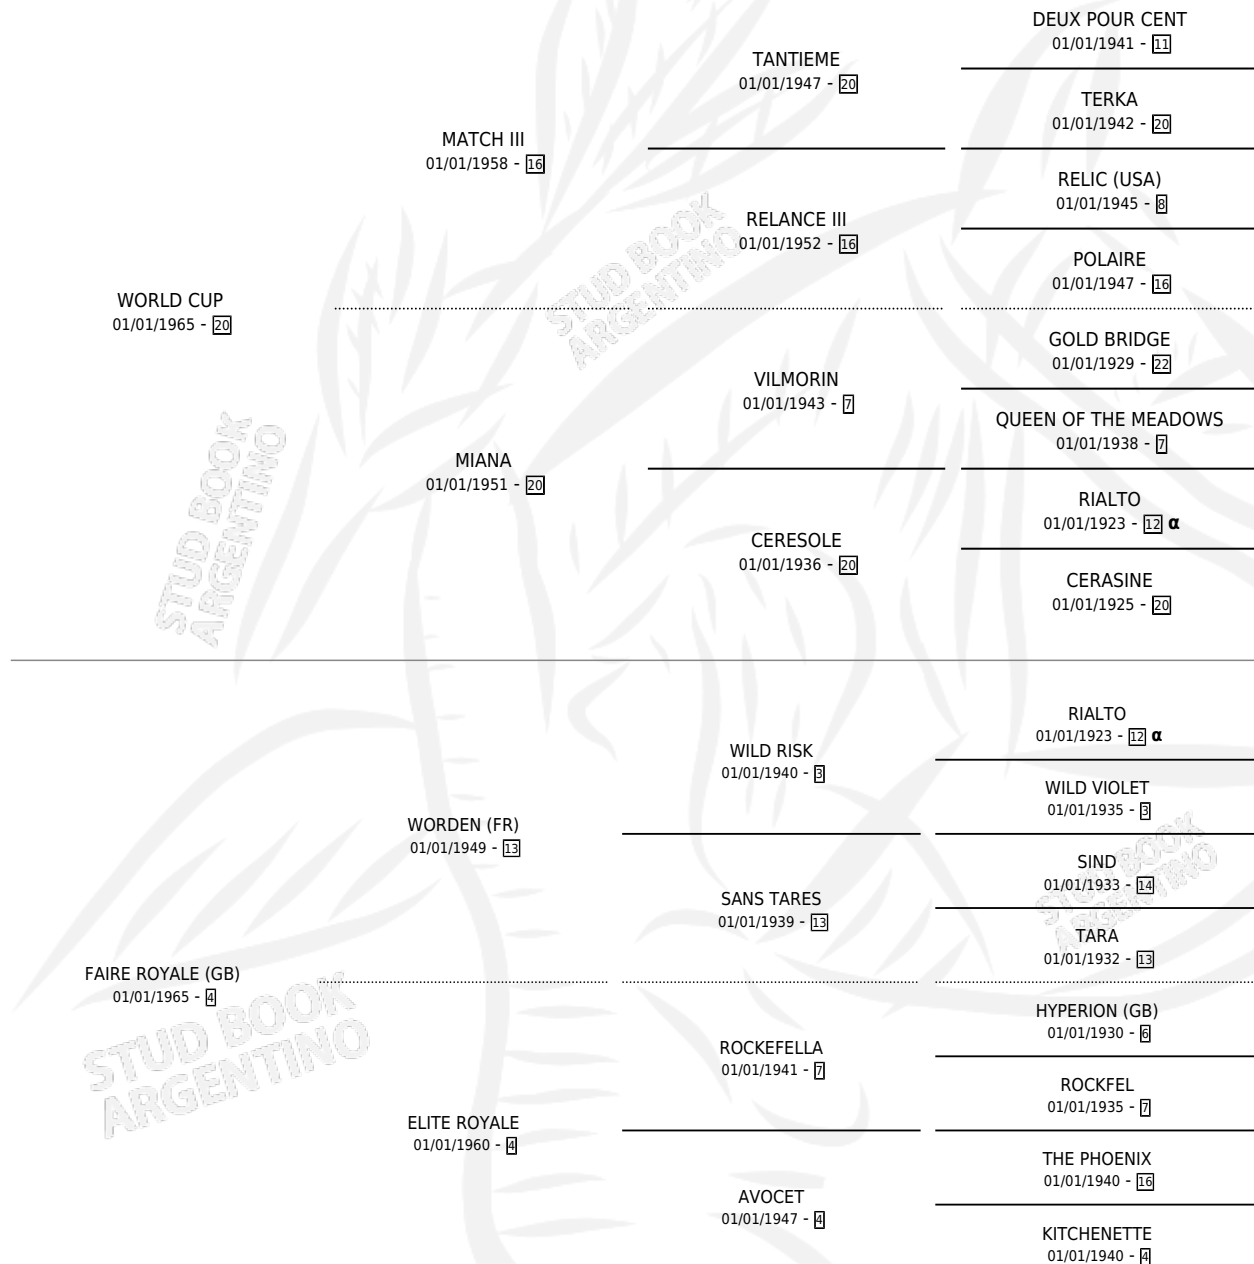 DEUX POUR CENT
01/01/1941 - 11
TANTIEME
01/01/1947 - 20
TERKA
01/01/1942 - 20
MATCH III
01/01/1958 - 16
RELIC (USA)
01/01/1945 - 8
RELANCE III
01/01/1952 - 16
POLAIRE
01/01/1947 - 16
WORLD CUP
01/01/1965 - 20
GOLD BRIDGE
01/01/1929 - 22
VILMORIN
01/01/1943 - 7
QUEEN OF THE MEADOWS
01/01/1938 - 7
MIANA
01/01/1951 - 20
RIALTO
01/01/1923 - 12 α
CERESOLE
01/01/1936 - 20
CERASINE
01/01/1925 - 20
RIALTO
01/01/1923 - 12 α
WILD RISK
01/01/1940 - 3
WILD VIOLET
01/01/1935 - 3
WORDEN (FR)
01/01/1949 - 13
SIND
01/01/1933 - 14
SANS TARES
01/01/1939 - 13
TARA
01/01/1932 - 13
FAIRE ROYALE (GB)
01/01/1965 - 4
HYPERION (GB)
01/01/1930 - 6
ROCKEFELLA
01/01/1941 - 7
ROCKFEL
01/01/1935 - 7
ELITE ROYALE
01/01/1960 - 4
THE PHOENIX
01/01/1940 - 16
AVOCET
01/01/1947 - 4
KITCHENETTE
01/01/1940 - 4
STUD BOOK
ARGENTINO
STUD BOOK
ARGENTINO
STUD BOOK
ARGENTINO
STUD BOOK
ARGENTINO